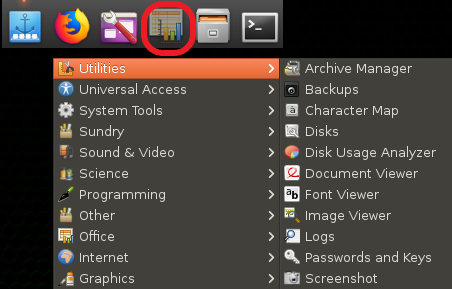 Utilities
Universal Access
System Tools
Sundry
Sound & Video
Science
Programming
Other
Office
Internet
Graphics
Archive Manager
Backups
Character Map
Disks
Disk Usage Analyzer
Document Viewer
Font Viewer
Image Viewer
Logs
Passwords and Keys
Screenshot